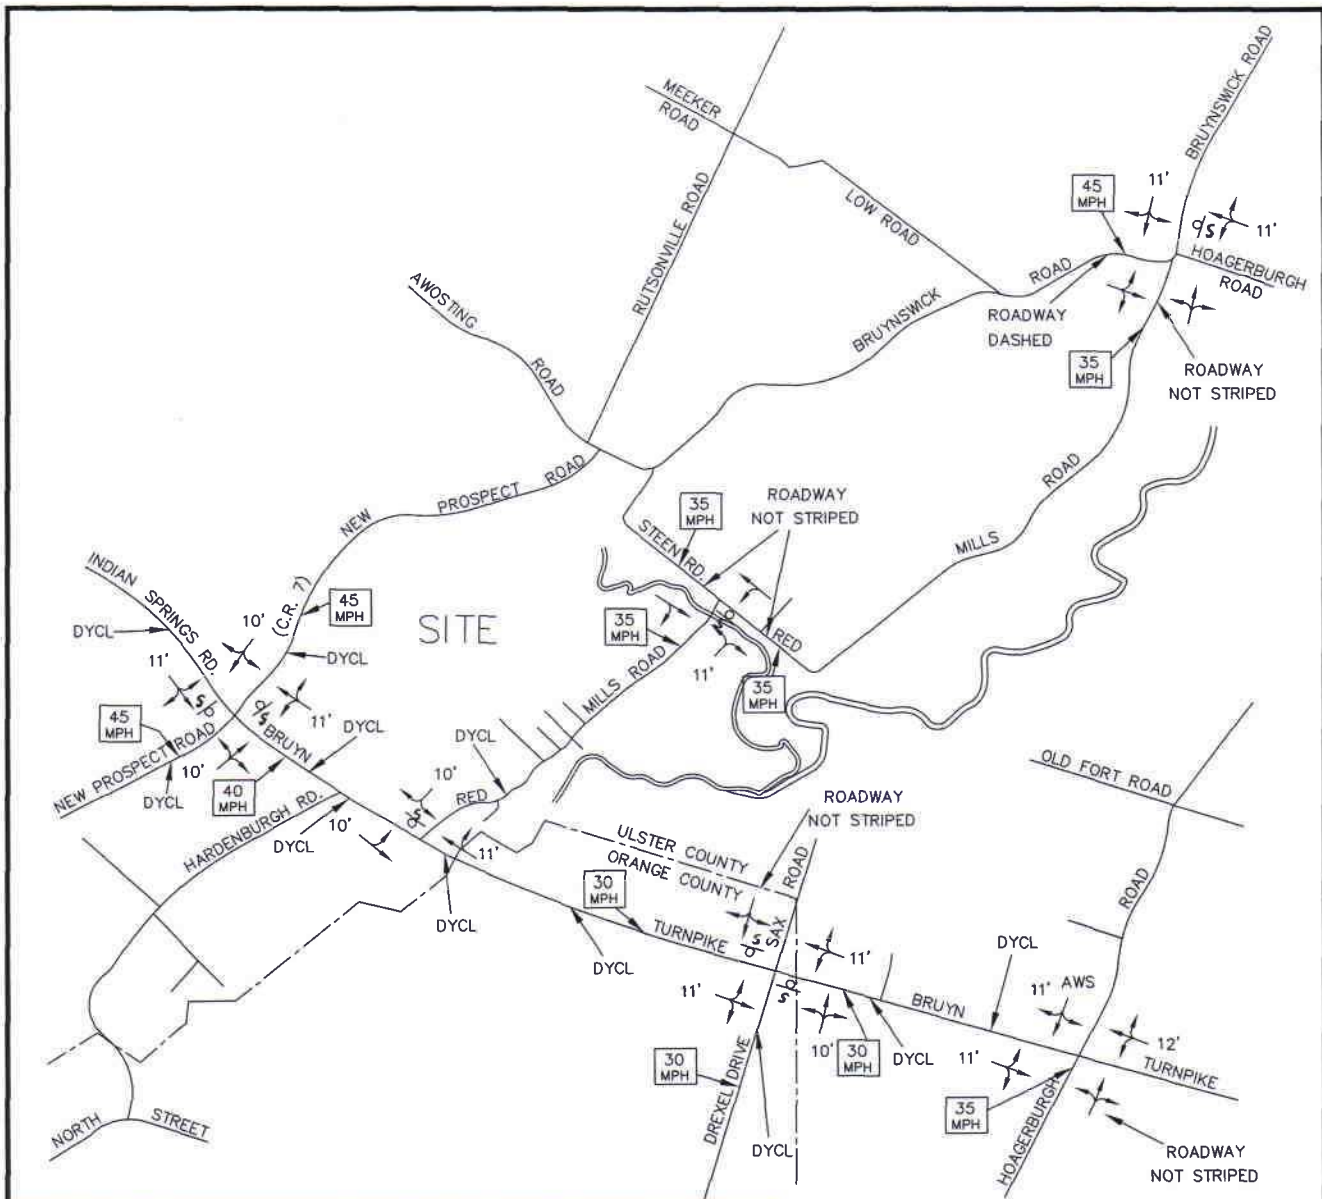 BRUYNSWICK ROAD
MEEKER
ROAD
RUTSONVILLE ROAD
LOW ROAD
45
MPH
11'
S
11'
HOAGERBURGH
ROAD
AWOSTING
ROAD
BRUYNSWICK
ROAD
ROADWAY
DASHED
35
MPH
ROADWAY
NOT STRIPED
NEW
PROSPECT
ROAD
(C.R. 7)
35
MPH
ROADWAY
NOT STRIPED
STEEN RD.
MILLS
ROAD
INDIAN
SPRINGS RD.
DYCL
10'
45
MPH
DYCL
SITE
35
MPH
MILLS ROAD
RED
11'
S
35
MPH
11'
S
45
MPH
NEW PROSPECT ROAD
DYCL
10'
40
MPH
S
11'
BRUYN
DYCL
HARDENBURGH RD.
DYCL
10'
10'
S
RED
DYCL
11'
DYCL
OLD FORT ROAD
ROADWAY
NOT STRIPED
ULSTER COUNTY
ORANGE COUNTY
30
MPH
TURNPIKE
DYCL
SAX
ROAD
S
11'
11'
S
10'
30
MPH
DYCL
BRUYN
DYCL
11'
AWS
ROAD
12'
11'
TURNPIKE
30
MPH
DREXEL DRIVE
DYCL
35
MPH
HOAGERBURGH
ROADWAY
NOT STRIPED
NORTH
STREET